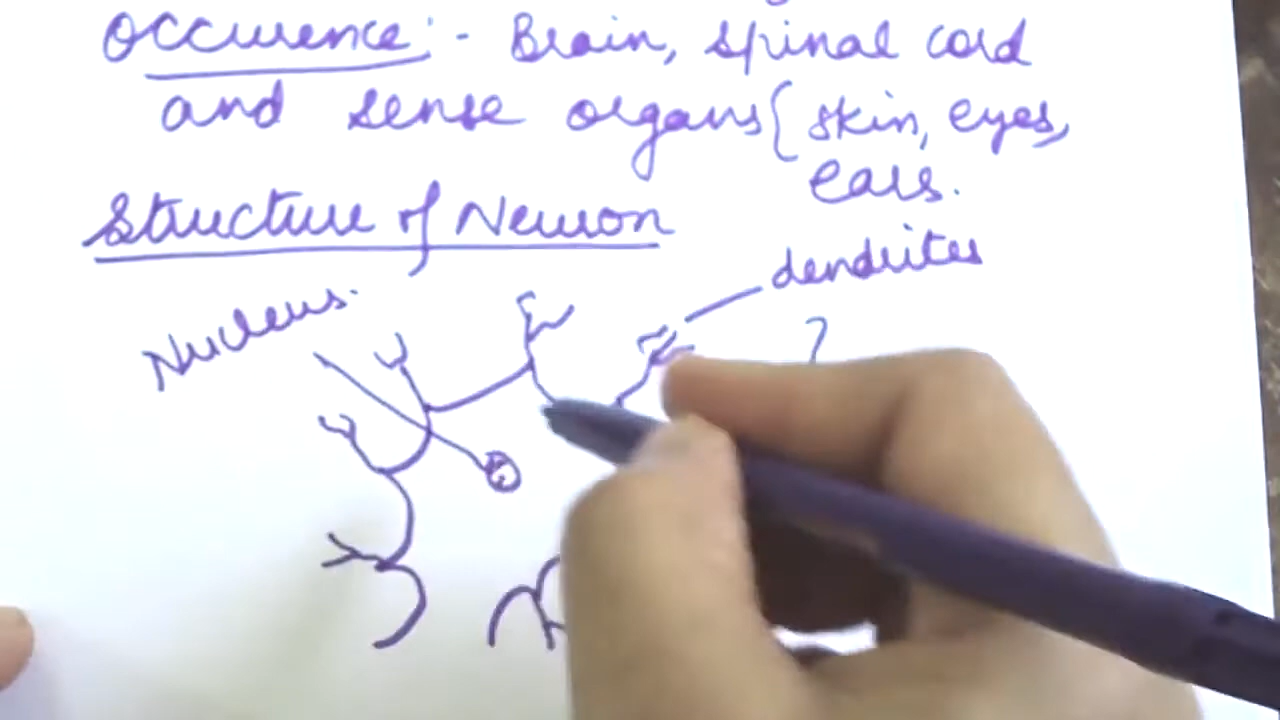 Occurence :- Brain, Spinal cord
and sense organs{ skin, eyes,
ears.
Structure of Neuron
dendrites
Nucleus.